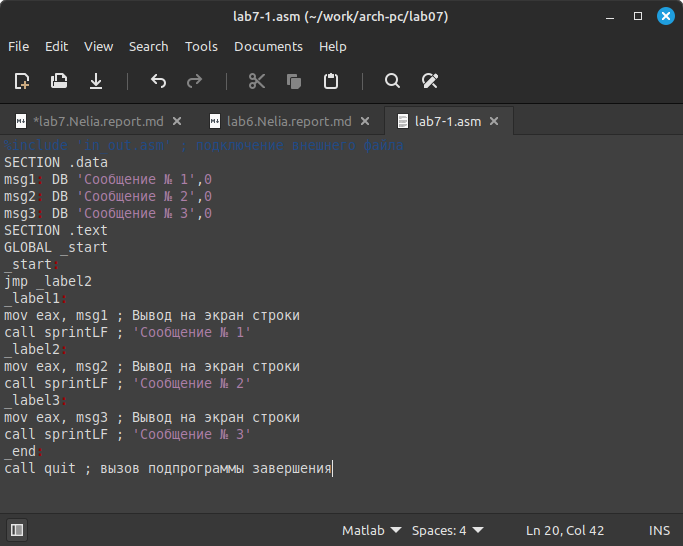 lab7-1.asm (~/work/arch-pc/lab07)
File Edit View Search Tools Documents Help
*lab7.Nelia.report.md lab6.Nelia.report.md lab7-1.asm
%include 'in_out.asm' ; подключение внешнего файла
SECTION .data
msg1: DB 'Сообщение № 1',0
msg2: DB 'Сообщение № 2',0
msg3: DB 'Сообщение № 3',0
SECTION .text
GLOBAL _start
_start:
jmp _label2
_label1:
mov eax, msg1 ; Вывод на экран строки
call sprintLF ; 'Сообщение № 1'
_label2:
mov eax, msg2 ; Вывод на экран строки
call sprintLF ; 'Сообщение № 2'
_label3:
mov eax, msg3 ; Вывод на экран строки
call sprintLF ; 'Сообщение № 3'
_end:
call quit ; вызов подпрограммы завершения
Matlab Spaces: 4 Ln 20, Col 42 INS